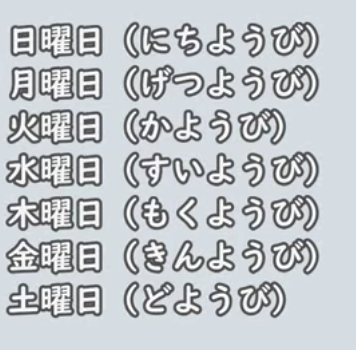 日曜日（にちようび）
月曜日（げつようび）
火曜日（かようび）
水曜日（すいようび）
木曜日（もくようび）
金曜日（きんようび）
土曜日（どようび）